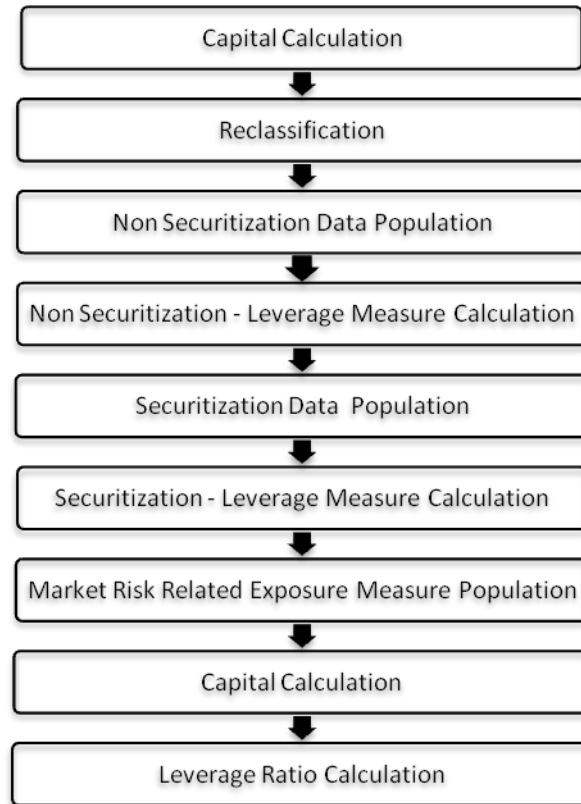 Capital Calculation
Reclassification
Non Securitization Data Population
Non Securitization - Leverage Measure Calculation
Securitization Data Population
Securitization - Leverage Measure Calculation
Market Risk Related Exposure Measure Population
Capital Calculation
Leverage Ratio Calculation